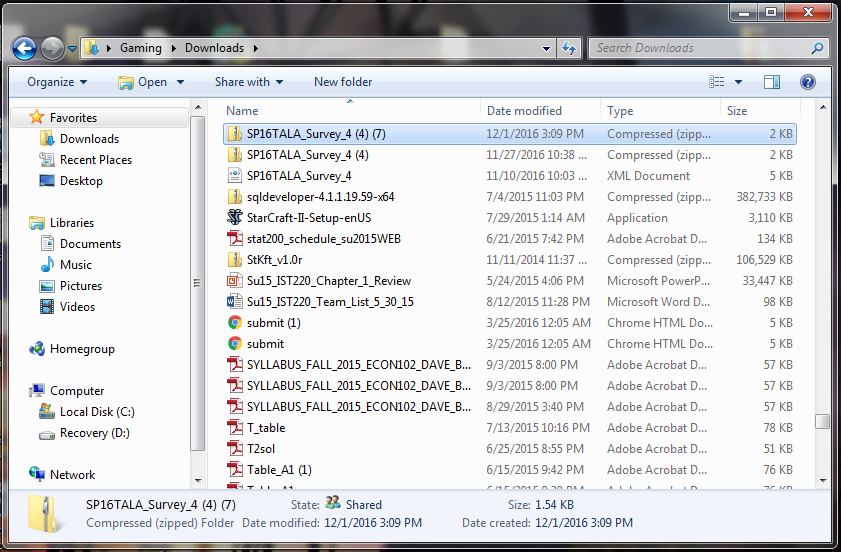 Gaming Downloads
Search Downloads
Organize Open Share with New folder
Name Date modified Type Size
Favorites
Downloads
Recent Places
Desktop
Libraries
Documents
Music
Pictures
Videos
Homegroup
Computer
Local Disk (C:)
Recovery (D:)
Network
SP16TALA_Survey_4 (4) (7) 12/1/2016 3:09 PM Compressed (zipp... 2 KB
SP16TALA_Survey_4 (4) 11/27/2016 10:38 ... Compressed (zipp... 2 KB
SP16TALA_Survey_4 11/10/2016 10:03 ... XML Document 5 KB
sqldeveloper-4.1.1.19.59-x64 7/4/2015 11:03 PM Compressed (zipp... 382,733 KB
StarCraft-II-Setup-enUS 7/29/2015 1:14 AM Application 3,110 KB
stat200_schedule_su2015WEB 6/21/2015 7:42 PM Adobe Acrobat D... 134 KB
StKft_v1.0r 11/11/2014 11:37 ... Compressed (zipp... 106,529 KB
Su15_IST220_Chapter_1_Review 5/24/2015 4:06 PM Microsoft PowerP... 33,447 KB
Su15_IST220_Team_List_5_30_15 8/12/2015 11:28 PM Microsoft Word D... 98 KB
submit (1) 3/25/2016 12:05 AM Chrome HTML Do... 5 KB
submit 3/25/2016 12:05 AM Chrome HTML Do... 5 KB
SYLLABUS_FALL_2015_ECON102_DAVE_B... 9/3/2015 8:00 PM Adobe Acrobat D... 57 KB
SYLLABUS_FALL_2015_ECON102_DAVE_B... 9/3/2015 8:00 PM Adobe Acrobat D... 57 KB
SYLLABUS_FALL_2015_ECON102_DAVE_B... 8/29/2015 3:40 PM Adobe Acrobat D... 57 KB
T_table 7/13/2015 10:16 PM Adobe Acrobat D... 78 KB
T2sol 6/25/2015 8:55 PM Adobe Acrobat D... 51 KB
Table_A1 (1) 6/15/2015 9:42 PM Adobe Acrobat D... 76 KB
SP16TALA_Survey_4 (4) (7) State: Shared Size: 1.54 KB
Compressed (zipped) Folder Date modified: 12/1/2016 3:09 PM Date created: 12/1/2016 3:09 PM